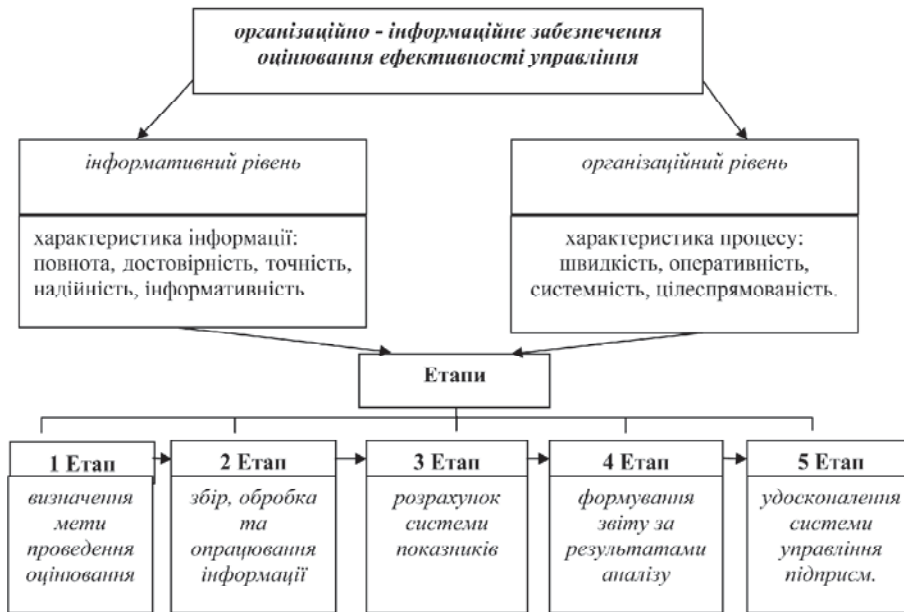 організаційно - інформаційне забезпечення
оцінювання ефективності управління
інформативний рівень
організаційний рівень
характеристика інформації:
повнота, достовірність, точність,
надійність, інформативність
характеристика процесу:
швидкість, оперативність,
системність, цілеспрямованість.
Етапи
1 Етап
визначення
мети
проведення
оцінювання
2 Етап
збір, обробка
та
опрацювання
інформації
3 Етап
розрахунок
системи
показників
4 Етап
формування
звіту за
результатами
аналізу
5 Етап
удосконалення
системи
управління
підприсм.